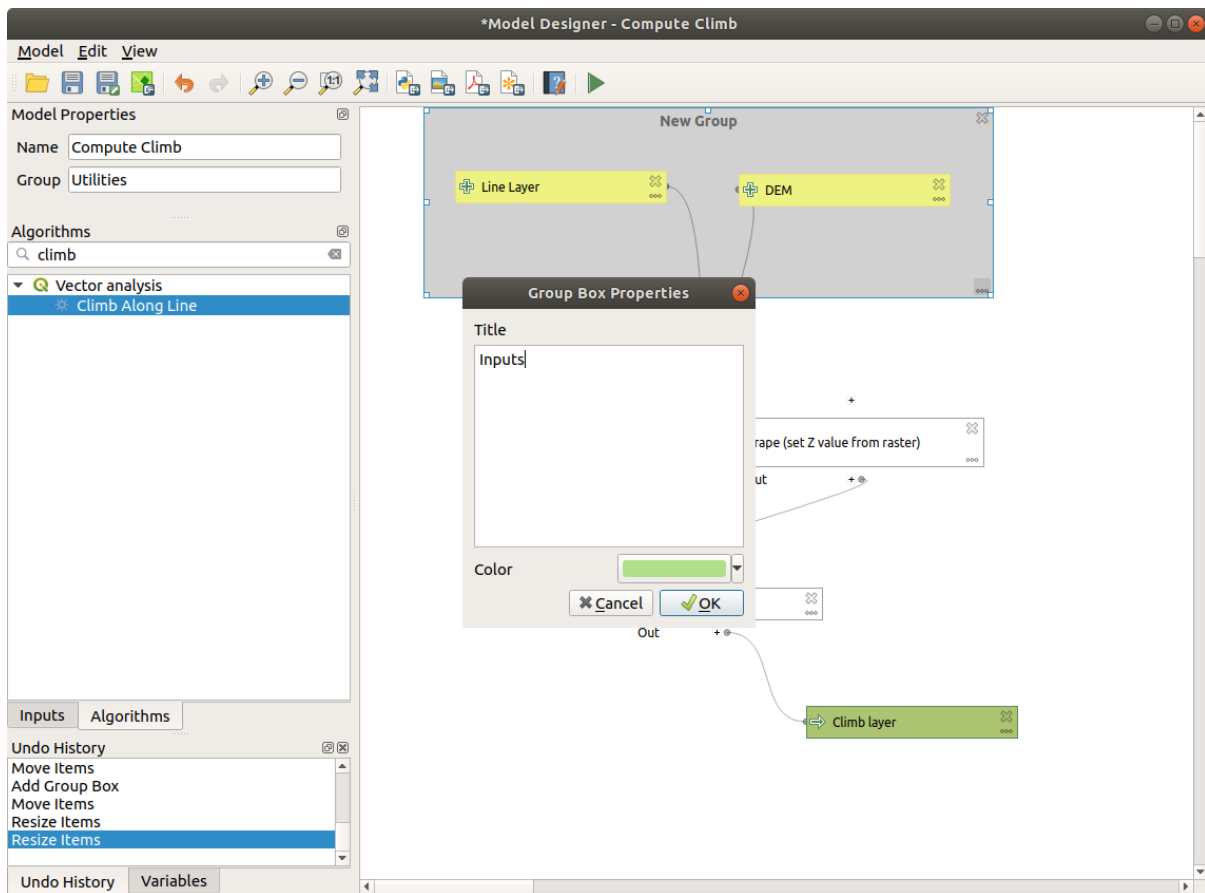 *Model Designer - Compute Climb
Model Edit View
Model Properties
Name Compute Climb
Group Utilities
Algorithms
climb
Vector analysis
Climb Along Line
Inputs Algorithms
Undo History
Move Items
Add Group Box
Move Items
Resize Items
Resize Items
Undo History Variables
New Group
Line Layer
DEM
Group Box Properties
Title
Inputs
Color
Cancel OK
+
rape (set Z value from raster)
ut +
Out +
Climb layer